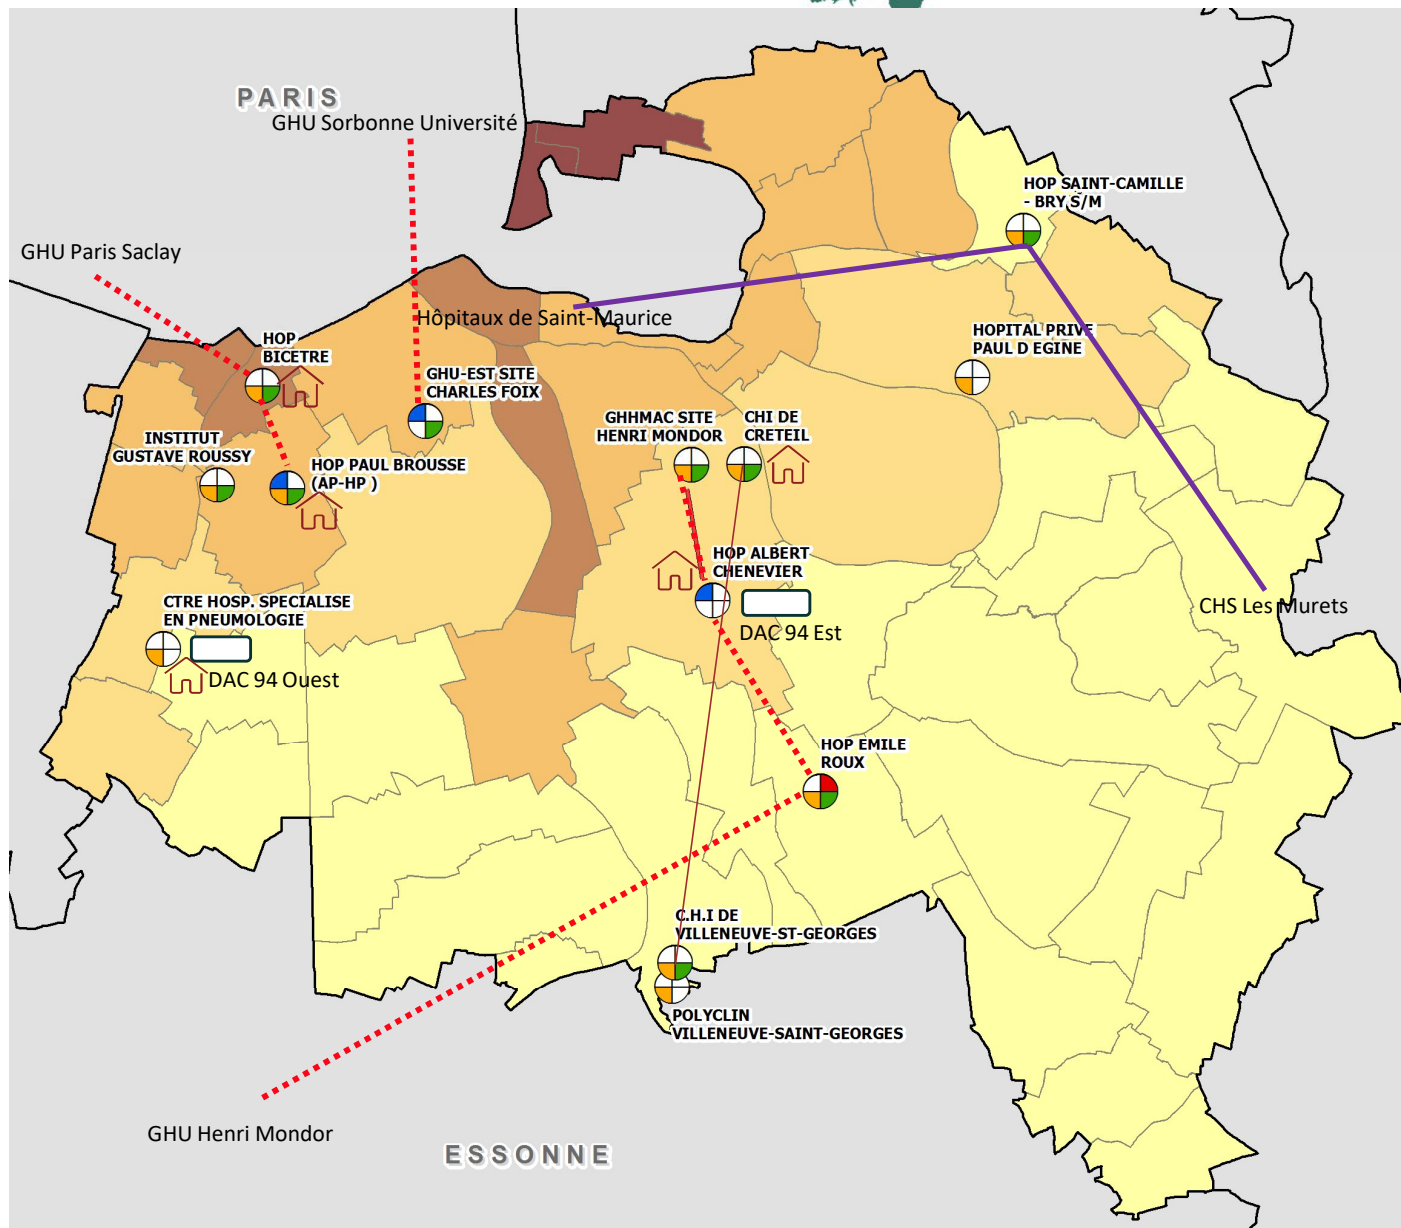 PARIS
GHU Sorbonne Université
HOP SAINT-CAMILLE
- BRY S/M
GHU Paris Saclay
Hôpitaux de Saint-Maurice
HOP
BICETRE
HOPITAL PRIVE
PAUL D EGINE
GHU-EST SITE
CHARLES FOIX
GHHMAC SITE
HENRI MONDOR
CHI DE
CRETEIL
INSTITUT
GUSTAVE ROUSSY
HOP PAUL BROUSSE
(AP-HP )
HOP ALBERT
CHENEVIER
CTRE HOSP. SPECIALISE
EN PNEUMOLOGIE
CHS Les Murets
DAC 94 Est
DAC 94 Ouest
HOP EMILE
ROUX
C.H.I DE
VILLENEUVE-ST-GEORGES
POLYCLIN
VILLENEUVE-SAINT-GEORGES
GHU Henri Mondor
ESSONNE